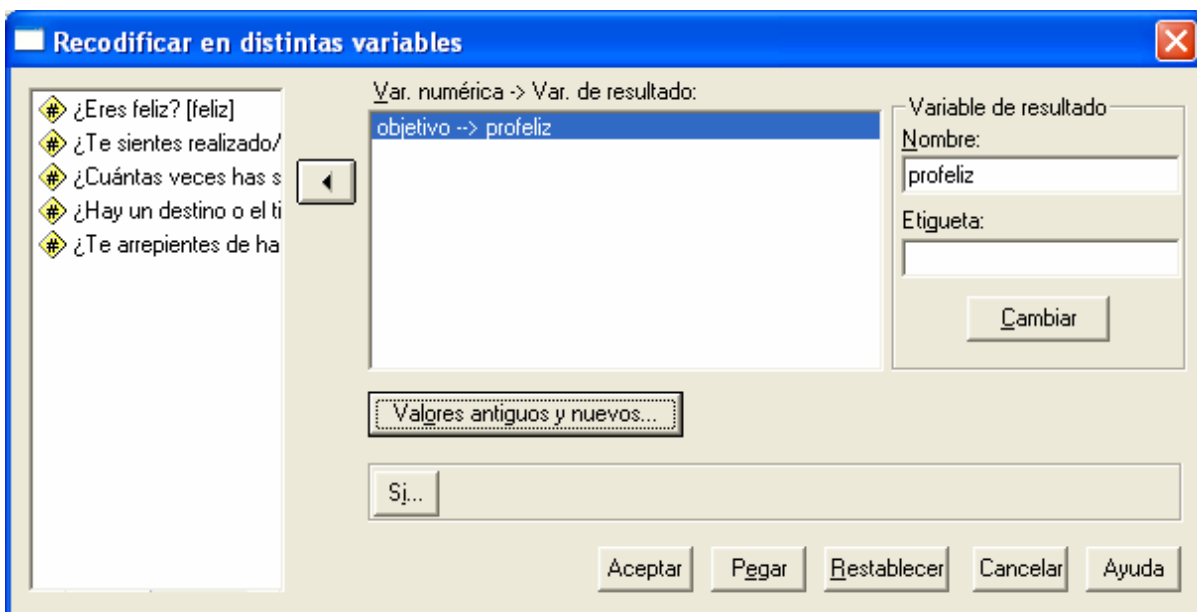 Recodificar en distintas variables
¿Eres feliz? [feliz]
¿Te sientes realizado/
¿Cuántas veces has s
¿Hay un destino o el ti
¿Te arrepientes de ha
Var. numérica -> Var. de resultado:
objetivo --> profeliz
Variable de resultado
Nombre:
profeliz
Etiqueta:
Cambiar
Valores antiguos y nuevos...
Si...
Aceptar Pegar Restablecer Cancelar Ayuda